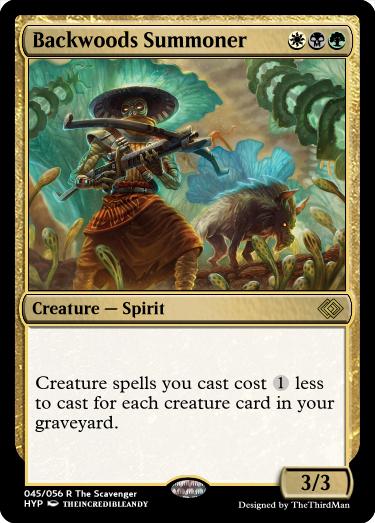 Backwoods Summoner
Creature — Spirit
Creature spells you cast cost 1 less
to cast for each creature card in your
graveyard.
3/3
045/056 R The Scavenger
HYP THEINCREDIBLEANDY
Designed by TheThirdMan